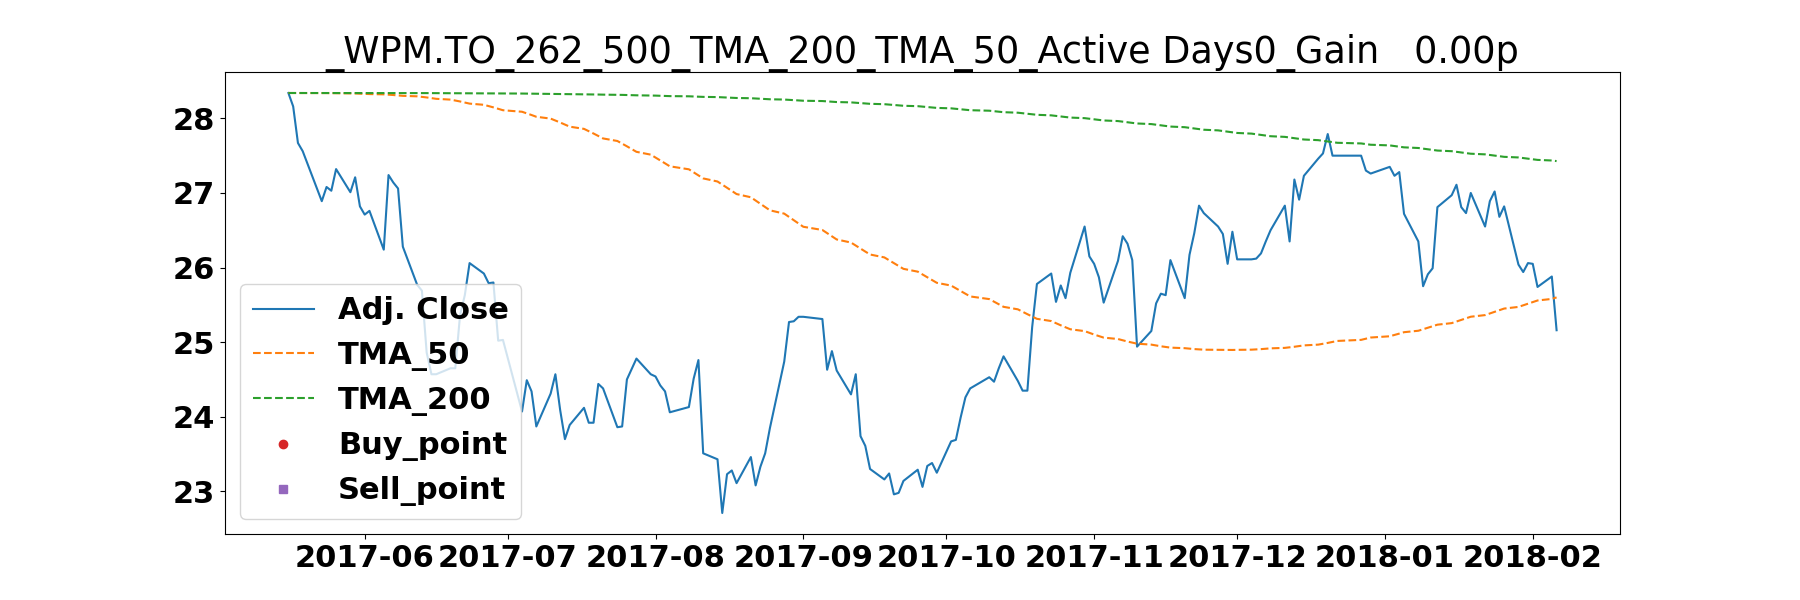 _WPM.TO_262_500_TMA_200_TMA_50_Active Days0_Gain   0.00p
28
27
26
25
24
23
Adj. Close
TMA_50
TMA_200
Buy_point
Sell_point
2017-06 2017-07 2017-08 2017-09 2017-10 2017-11 2017-12 2018-01 2018-02